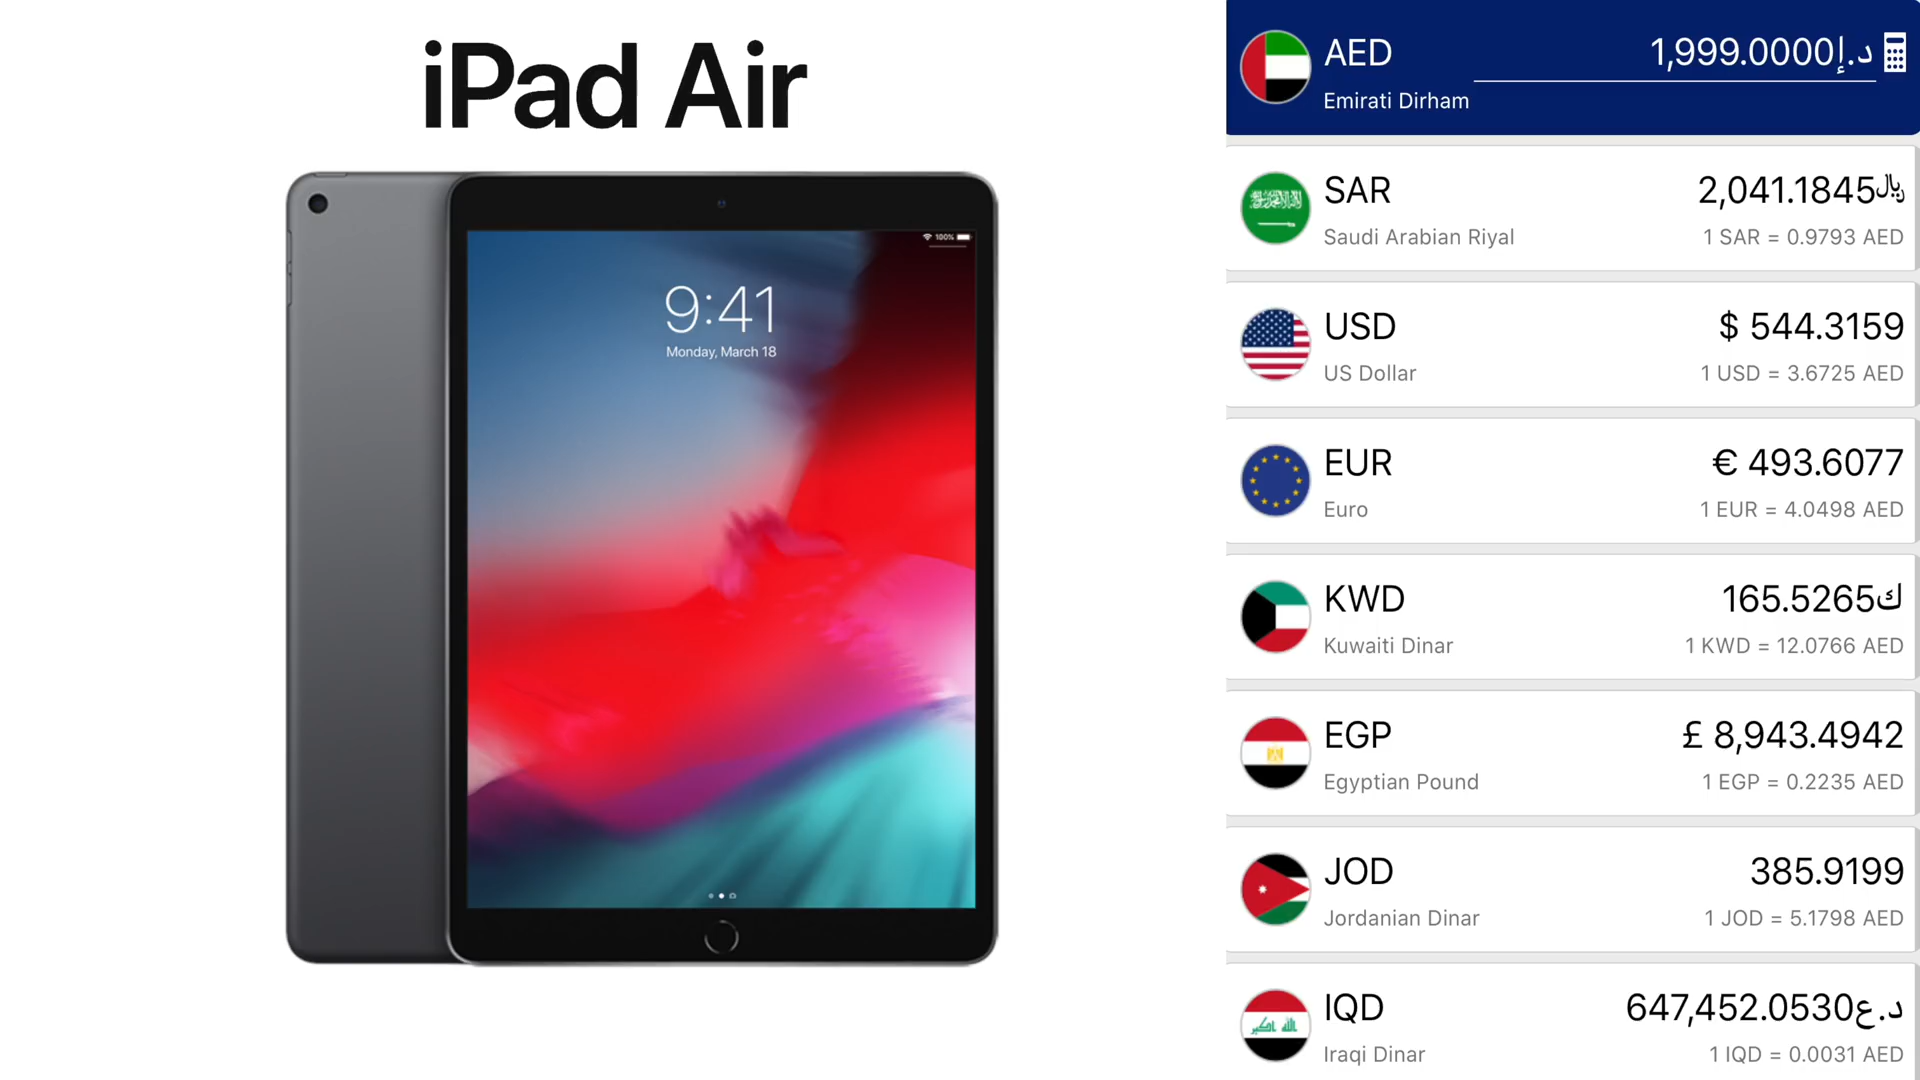 iPad Air
100%
9:41
Monday, March 18
AED
1,999.0000د.إ
Emirati Dirham
SAR
2,041.1845﷼
Saudi Arabian Riyal
1 SAR = 0.9793 AED
USD
$ 544.3159
US Dollar
1 USD = 3.6725 AED
EUR
€ 493.6077
Euro
1 EUR = 4.0498 AED
KWD
165.5265ك
Kuwaiti Dinar
1 KWD = 12.0766 AED
EGP
£ 8,943.4942
Egyptian Pound
1 EGP = 0.2235 AED
JOD
385.9199
Jordanian Dinar
1 JOD = 5.1798 AED
الله اكبر
IQD
647,452.0530د.ع
Iraqi Dinar
1 IQD = 0.0031 AED